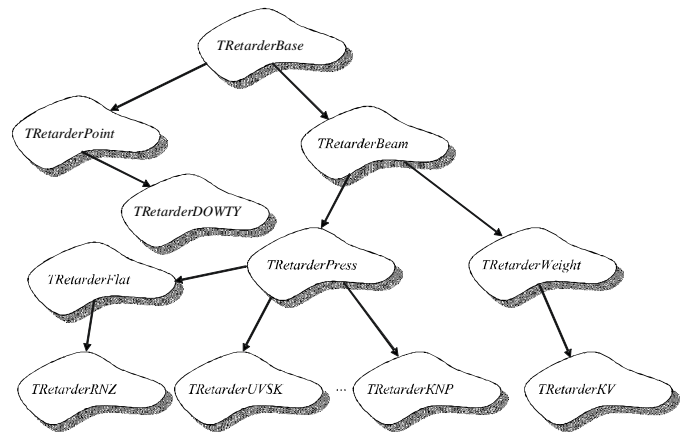 TRetarderBase
TRetarderPoint
TRetarderBeam
TRetarderDOWTY
TRetarderFlat
TRetarderPress
TRetarderWeight
TRetarderRNZ
TRetarderUVSK
...
TRetarderKNP
TRetarderKV